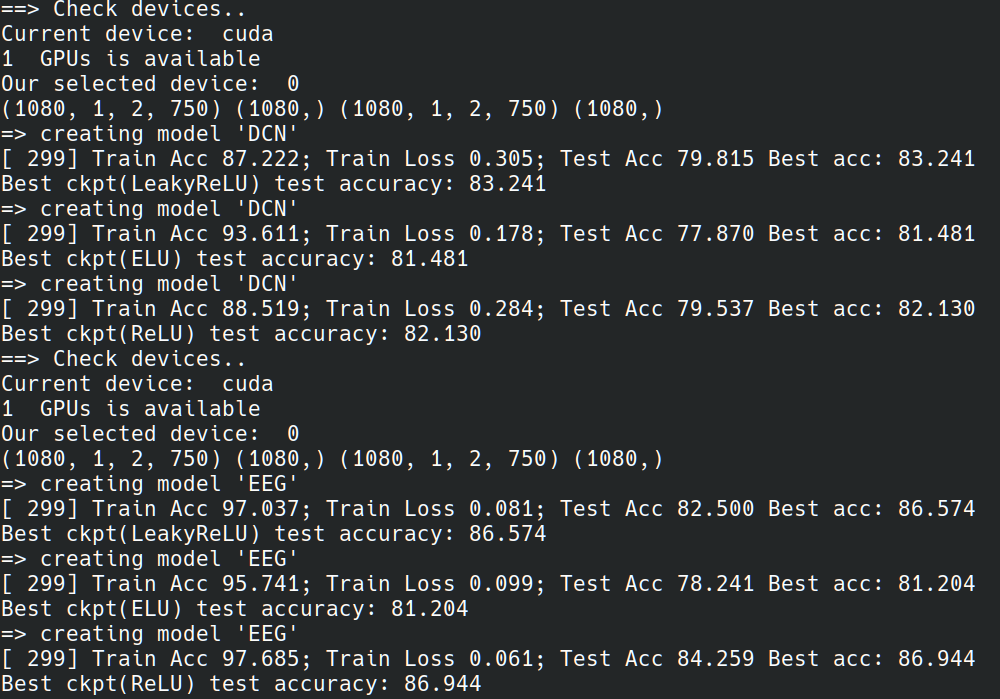 ==> Check devices..
Current device:  cuda
1  GPUs is available
Our selected device:  0
(1080, 1, 2, 750) (1080,) (1080, 1, 2, 750) (1080,)
=> creating model 'DCN'
[ 299] Train Acc 87.222; Train Loss 0.305; Test Acc 79.815 Best acc: 83.241
Best ckpt(LeakyReLU) test accuracy: 83.241
=> creating model 'DCN'
[ 299] Train Acc 93.611; Train Loss 0.178; Test Acc 77.870 Best acc: 81.481
Best ckpt(ELU) test accuracy: 81.481
=> creating model 'DCN'
[ 299] Train Acc 88.519; Train Loss 0.284; Test Acc 79.537 Best acc: 82.130
Best ckpt(ReLU) test accuracy: 82.130
==> Check devices..
Current device:  cuda
1  GPUs is available
Our selected device:  0
(1080, 1, 2, 750) (1080,) (1080, 1, 2, 750) (1080,)
=> creating model 'EEG'
[ 299] Train Acc 97.037; Train Loss 0.081; Test Acc 82.500 Best acc: 86.574
Best ckpt(LeakyReLU) test accuracy: 86.574
=> creating model 'EEG'
[ 299] Train Acc 95.741; Train Loss 0.099; Test Acc 78.241 Best acc: 81.204
Best ckpt(ELU) test accuracy: 81.204
=> creating model 'EEG'
[ 299] Train Acc 97.685; Train Loss 0.061; Test Acc 84.259 Best acc: 86.944
Best ckpt(ReLU) test accuracy: 86.944